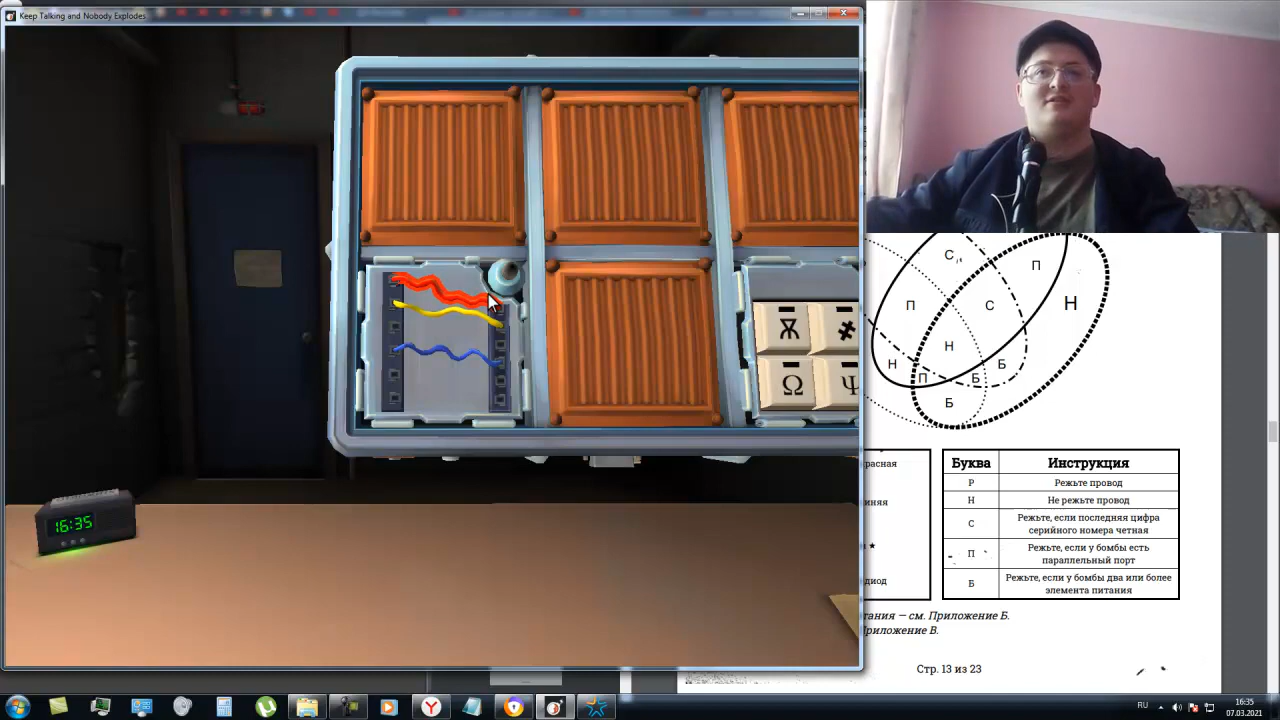 Keep Talking and Nobody Explodes
Ѫ
Ω
Ψ
16:35
С
П
П
С
Н
Н
Н
П
Б
Б
Б
красная
иняя
★
диод
Буква Инструкция
Р Режьте провод
Н Не режьте провод
С Режьте, если последняя цифра
серийного номера четная
П Режьте, если у бомбы есть
параллельный порт
Б Режьте, если у бомбы два или более
элемента питания
тания — см. Приложение Б.
Приложение В.
Стр. 13 из 23
RU
16:35
07.03.2021